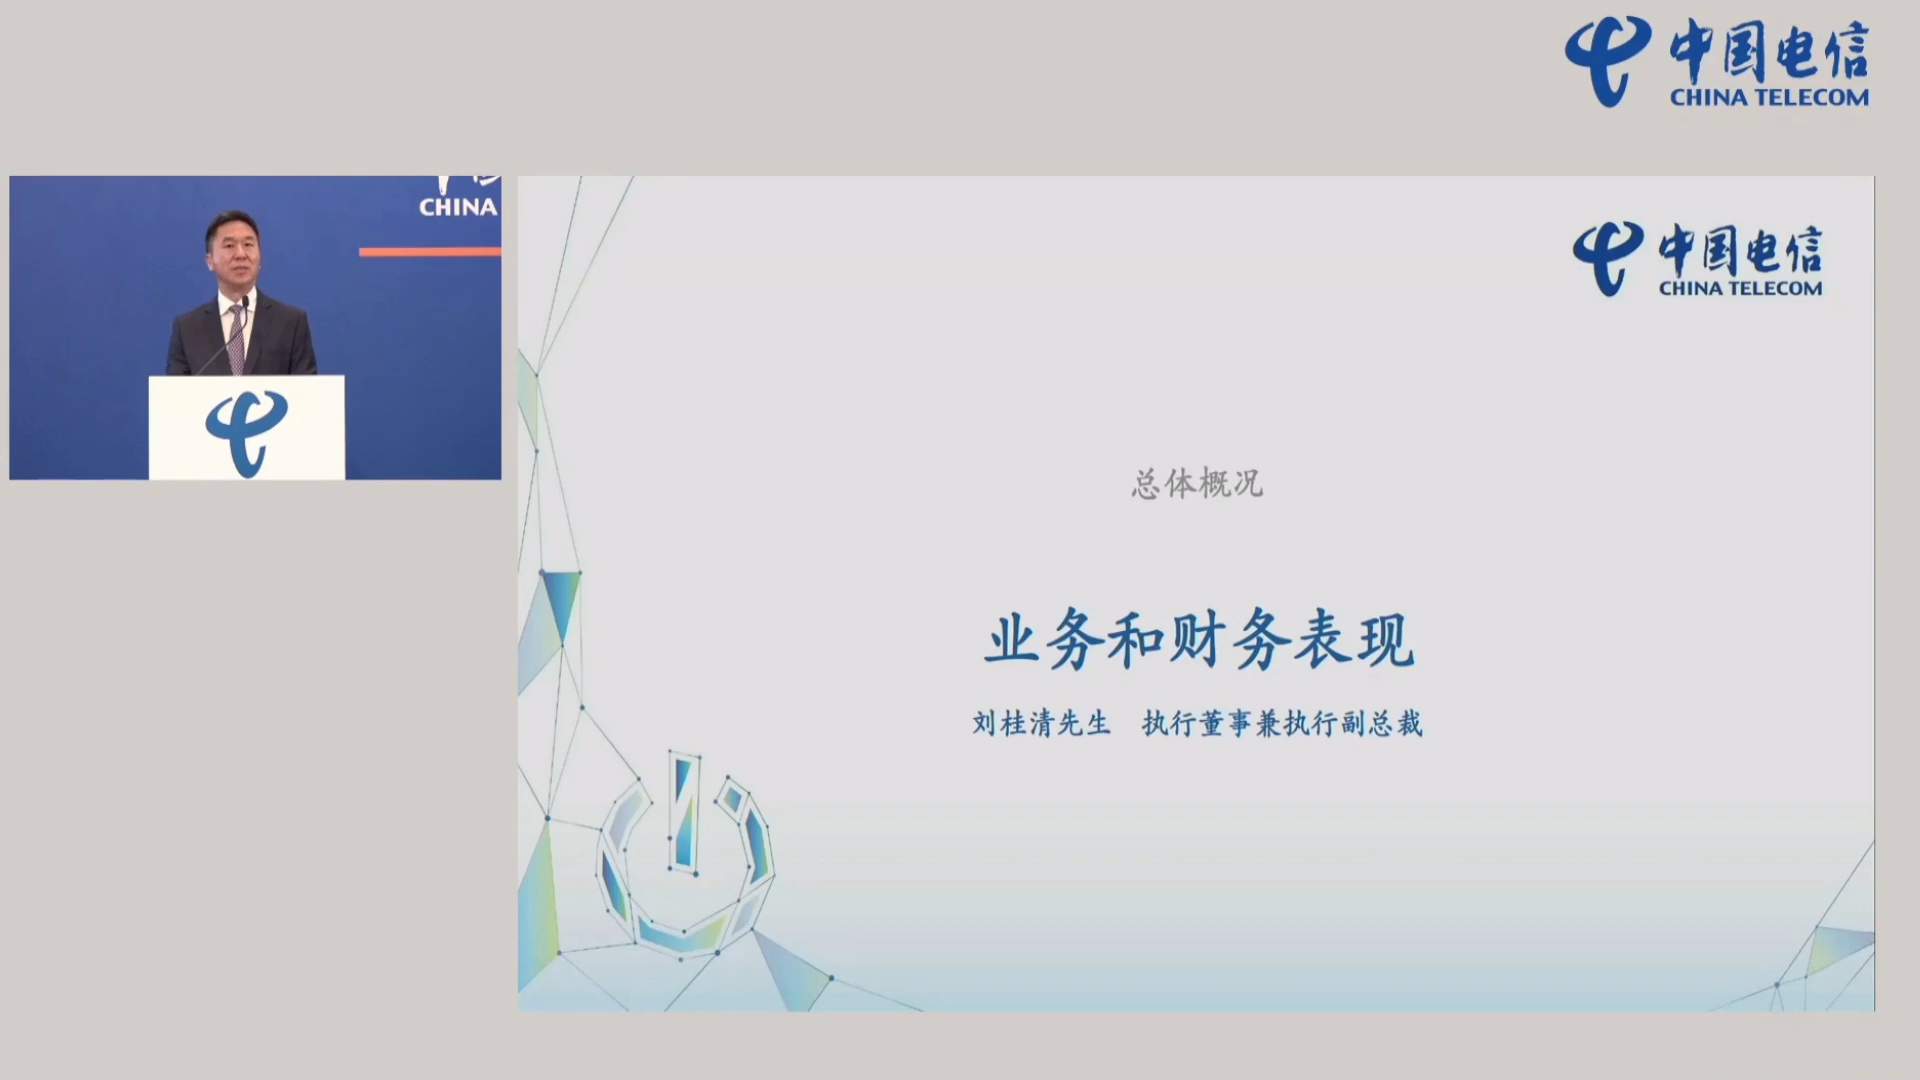 中国电信
CHINA TELECOM
CHINA
中国电信
CHINA TELECOM
总体概况
业务和财务表现
刘桂清先生 执行董事兼执行副总裁